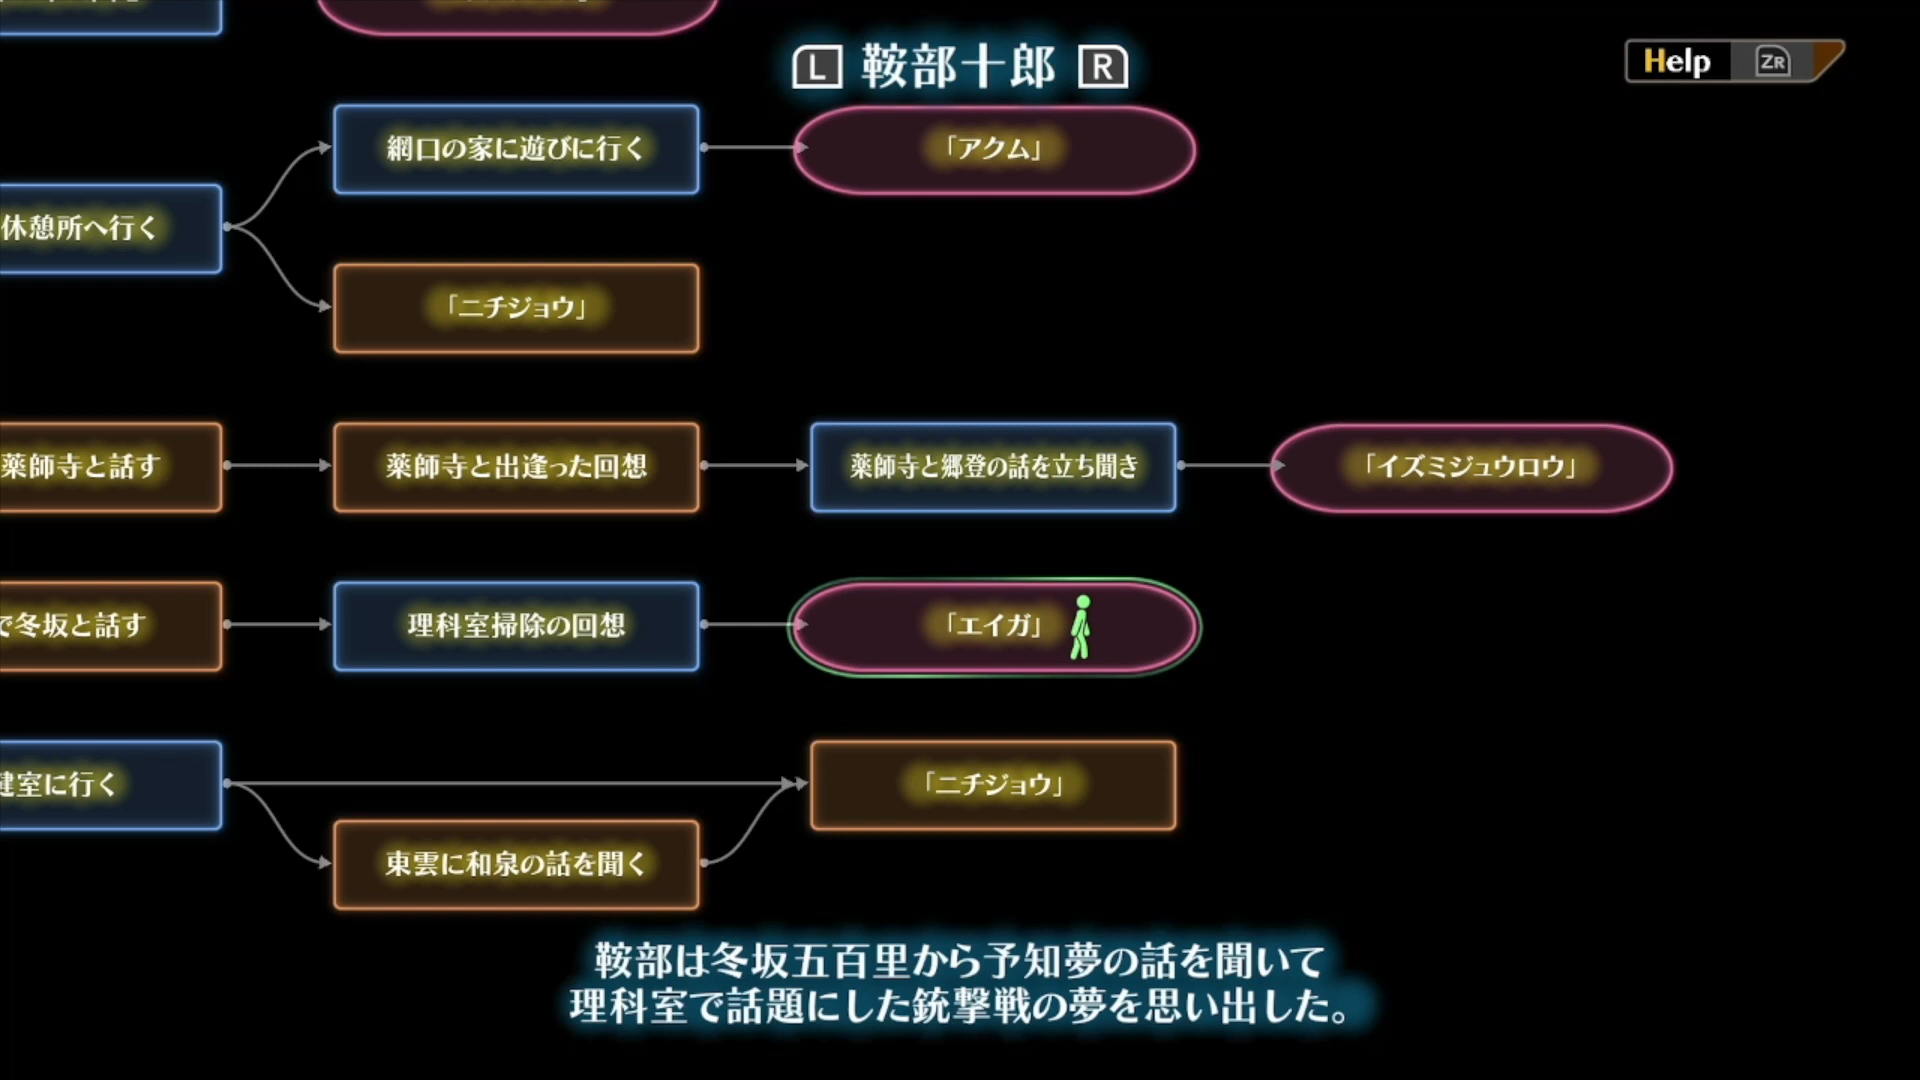 L 鞍部十郎 R
Help ZR
網口の家に遊びに行く
「アクム」
休憩所へ行く
「ニチジョウ」
薬師寺と話す
薬師寺と出逢った回想
薬師寺と郷登の話を立ち聞き
「イズミジュウロウ」
で冬坂と話す
理科室掃除の回想
「エイガ」
健室に行く
「ニチジョウ」
東雲に和泉の話を聞く
鞍部は冬坂五百里から予知夢の話を聞いて
理科室で話題にした銃撃戦の夢を思い出した。